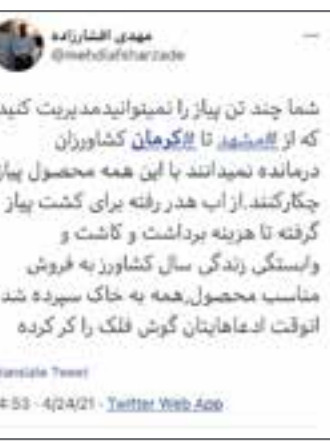 مهدی افشارزاده
@mehdiafsharzade
شما چند تن پیاز را نمیتوانیدمدیریت کنید
که از #مشهد تا #کرمان کشاورزان
درمانده نمیدانند با این همه محصول پیاز
چکارکنند.از آب هدر رفته برای کشت پیاز
گرفته تا هزینه برداشت و کاشت و
وابستگی زندگی سال کشاورز به فروش
مناسب محصول,همه به خاک سپرده شد
انوقت ادعاهایتان گوش فلک را کر کرده
Translate Tweet
4:53 · 4/24/21 · Twitter Web App